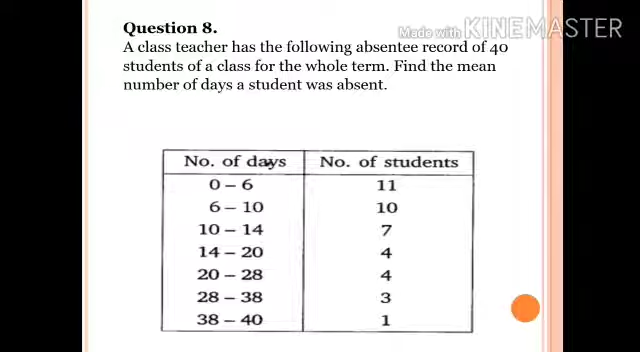 Question 8.
Made with KINEMASTER
A class teacher has the following absentee record of 40
students of a class for the whole term. Find the mean
number of days a student was absent.
No. of days No. of students
0 – 6 11
6 – 10 10
10 – 14 7
14 – 20 4
20 – 28 4
28 – 38 3
38 – 40 1